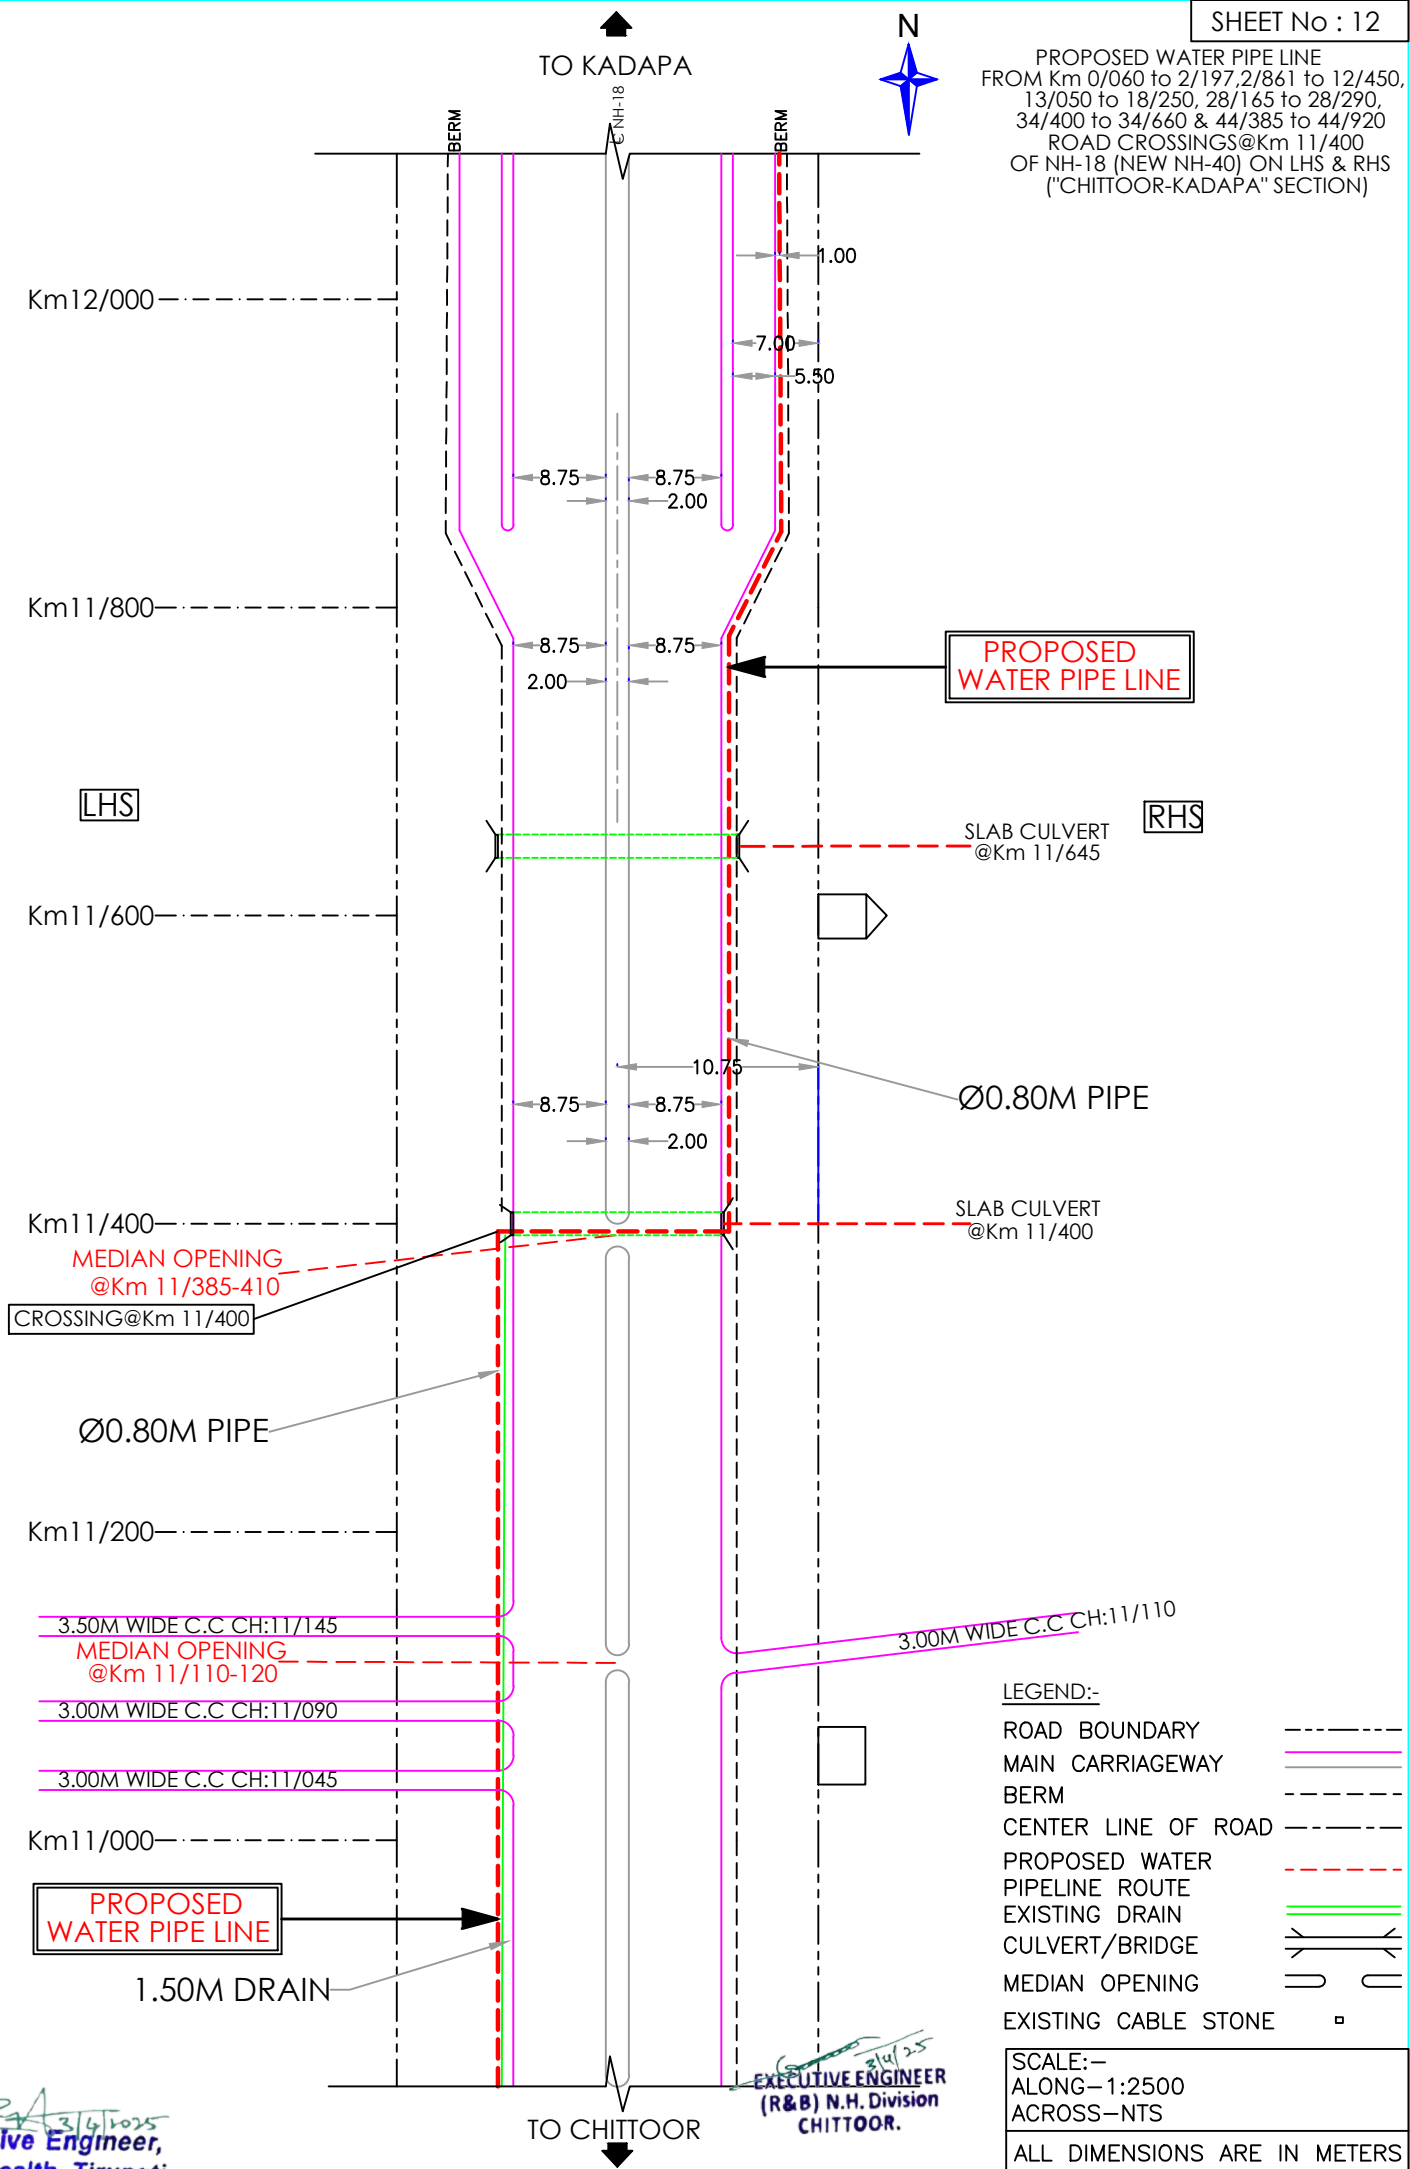 SHEET No : 12
TO KADAPA
N
PROPOSED WATER PIPE LINE
FROM Km 0/060 to 2/197,2/861 to 12/450,
13/050 to 18/250, 28/165 to 28/290,
34/400 to 34/660 & 44/385 to 44/920
ROAD CROSSINGS@Km 11/400
OF NH-18 (NEW NH-40) ON LHS & RHS
("CHITTOOR-KADAPA" SECTION)
BERM
NH-18
BERM
1.00
Km12/000
7.00
5.50
8.75
8.75
2.00
Km11/800
8.75
8.75
2.00
PROPOSED
WATER PIPE LINE
LHS
RHS
SLAB CULVERT
@Km 11/645
Km11/600
10.75
8.75
8.75
2.00
Ø0.80M PIPE
Km11/400
SLAB CULVERT
@Km 11/400
MEDIAN OPENING
@Km 11/385-410
CROSSING@Km 11/400
Ø0.80M PIPE
Km11/200
3.50M WIDE C.C CH:11/145
3.00M WIDE C.C CH:11/110
MEDIAN OPENING
@Km 11/110-120
3.00M WIDE C.C CH:11/090
3.00M WIDE C.C CH:11/045
Km11/000
PROPOSED
WATER PIPE LINE
1.50M DRAIN
LEGEND:-
ROAD BOUNDARY
MAIN CARRIAGEWAY
BERM
CENTER LINE OF ROAD
PROPOSED WATER
PIPELINE ROUTE
EXISTING DRAIN
CULVERT/BRIDGE
MEDIAN OPENING
EXISTING CABLE STONE
SCALE:-
ALONG-1:2500
ACROSS-NTS
ALL DIMENSIONS ARE IN METERS
3/4/25
EXECUTIVE ENGINEER
(R&B) N.H. Division
CHITTOOR.
TO CHITTOOR
3/4/2025
ive Engineer,